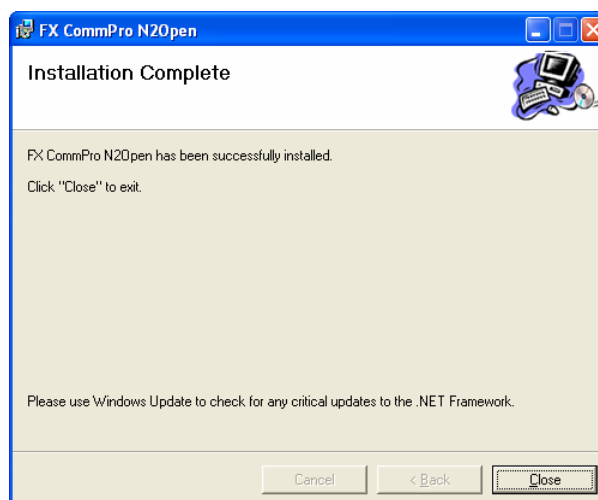 FX CommPro N2Open
Installation Complete
FX CommPro N2Open has been successfully installed.
Click "Close" to exit.
Please use Windows Update to check for any critical updates to the .NET Framework.
Cancel
< Back
Close